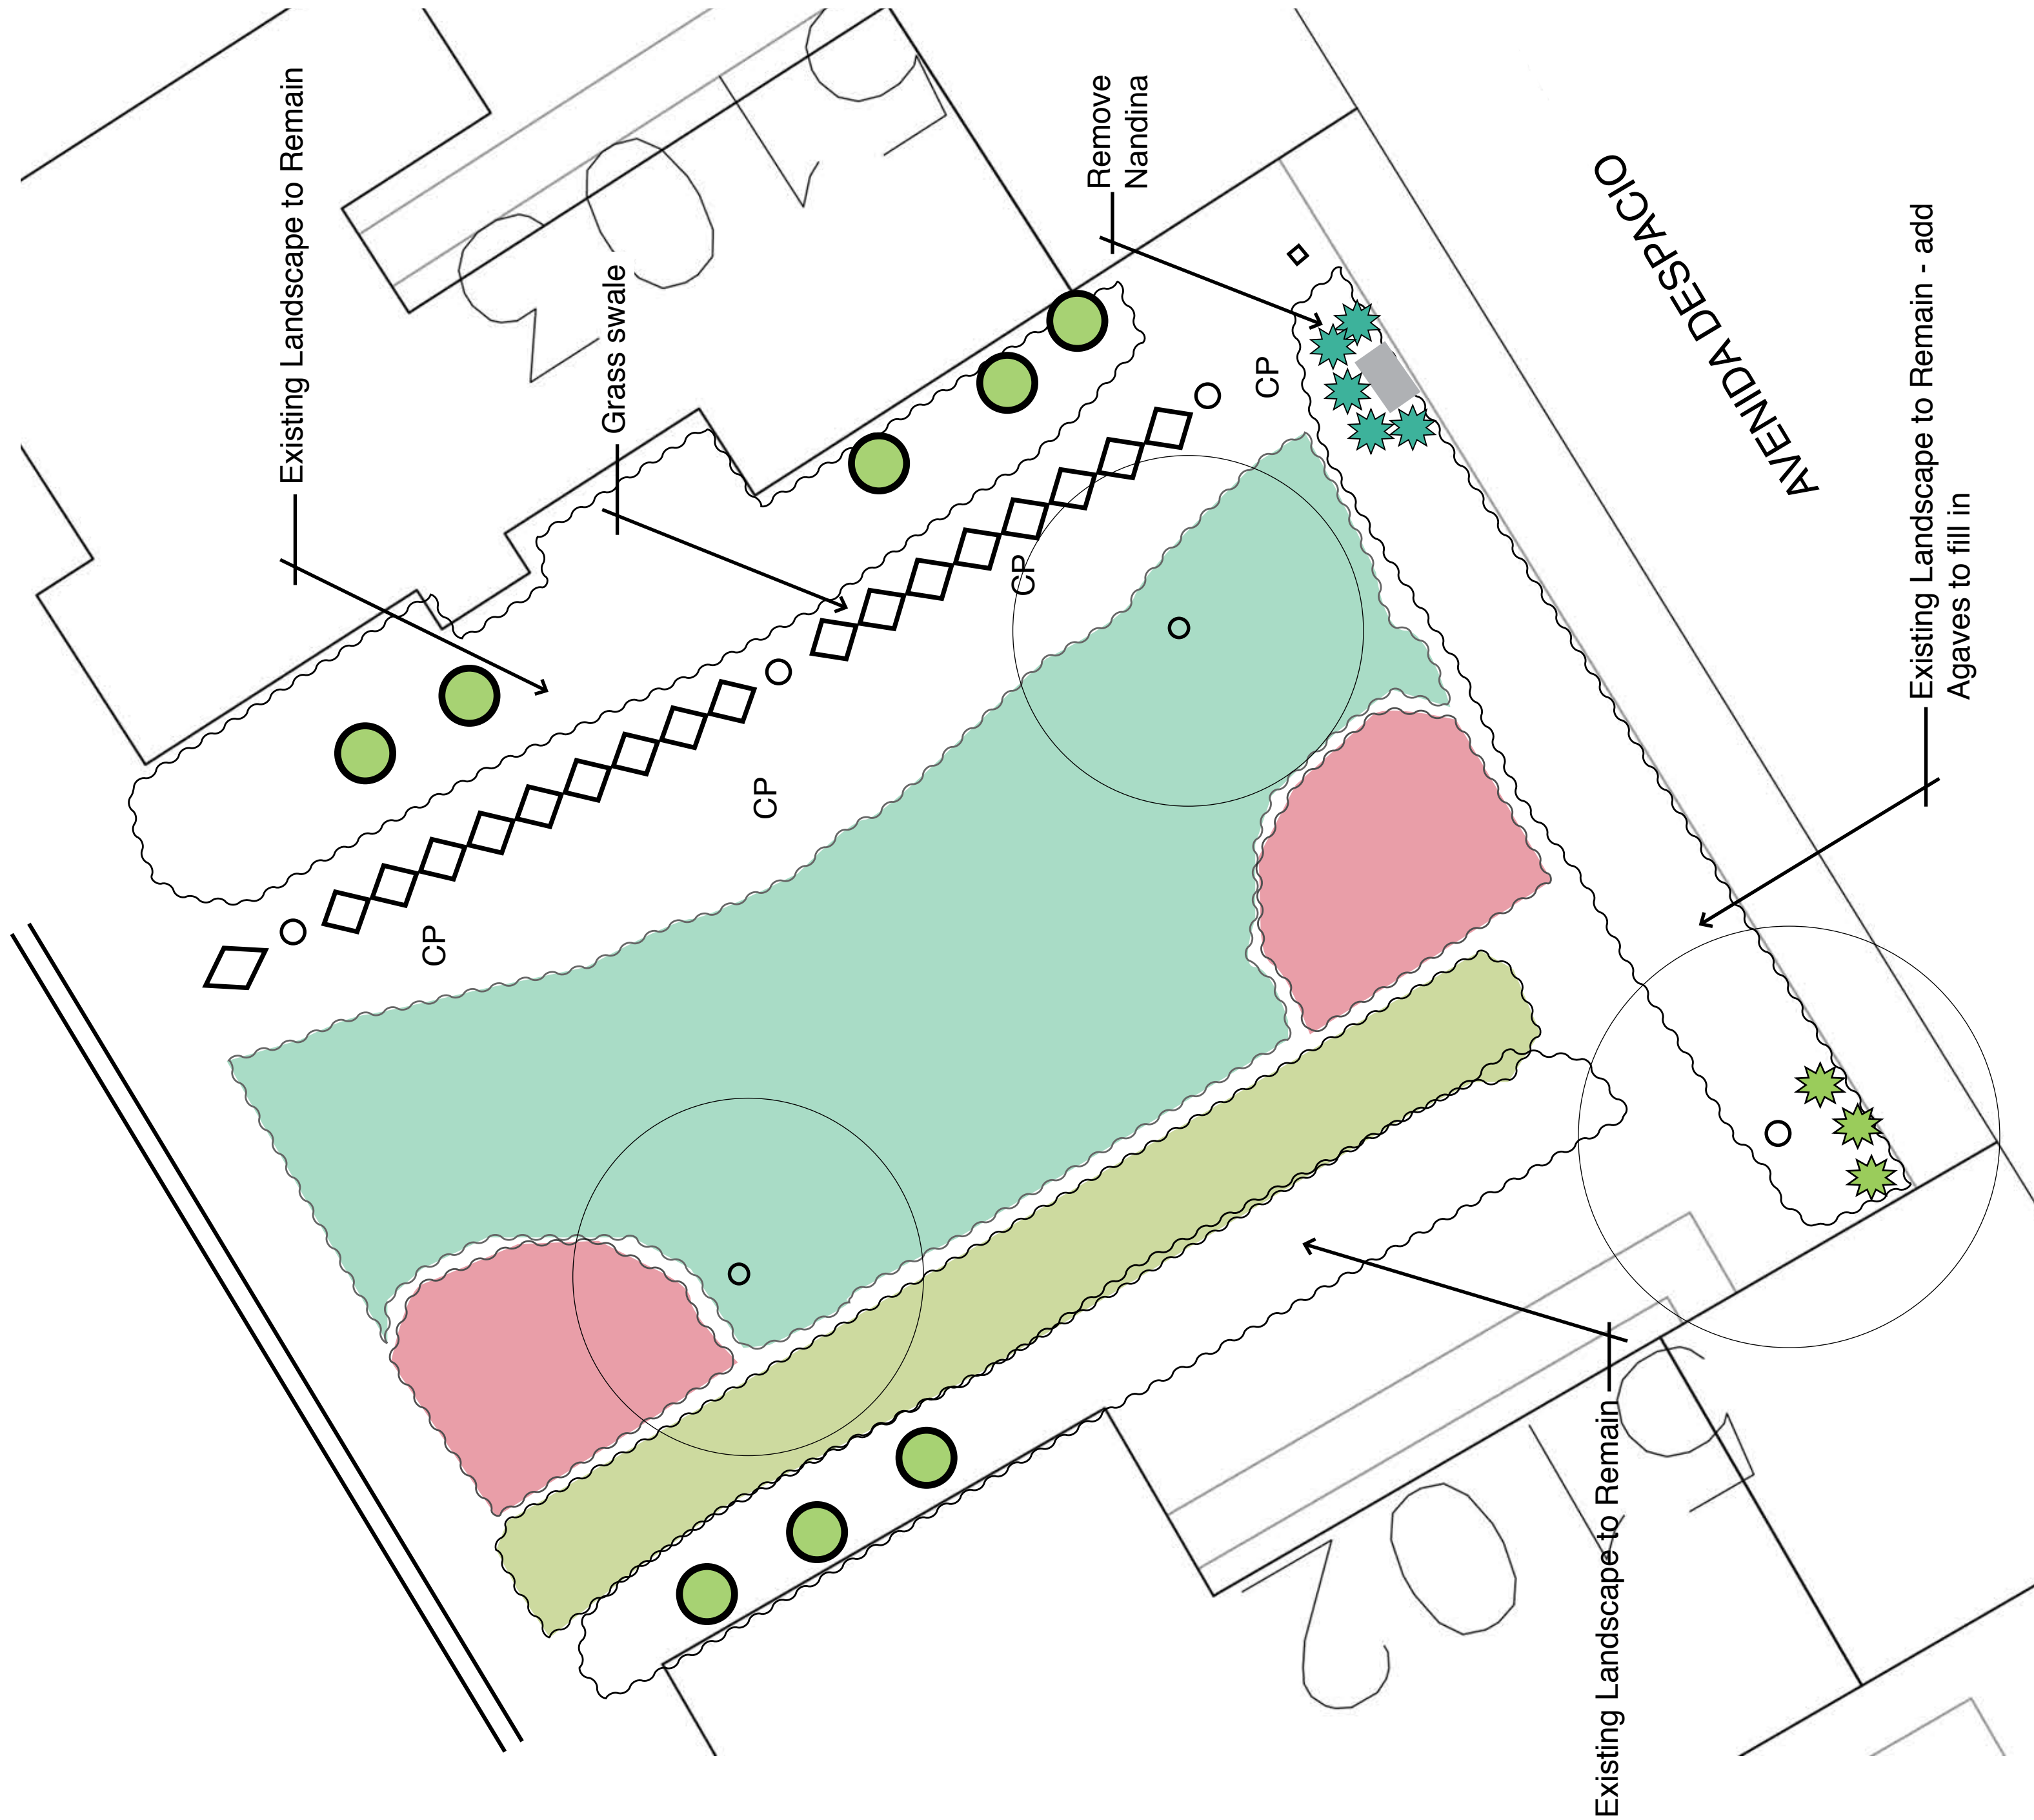 Existing Landscape to Remain
CP
Grass swale
CP
CP
Remove
Nandina
CP
Existing Landscape to Remain
AVENIDA DESPACIO
Existing Landscape to Remain - add
Agaves to fill in